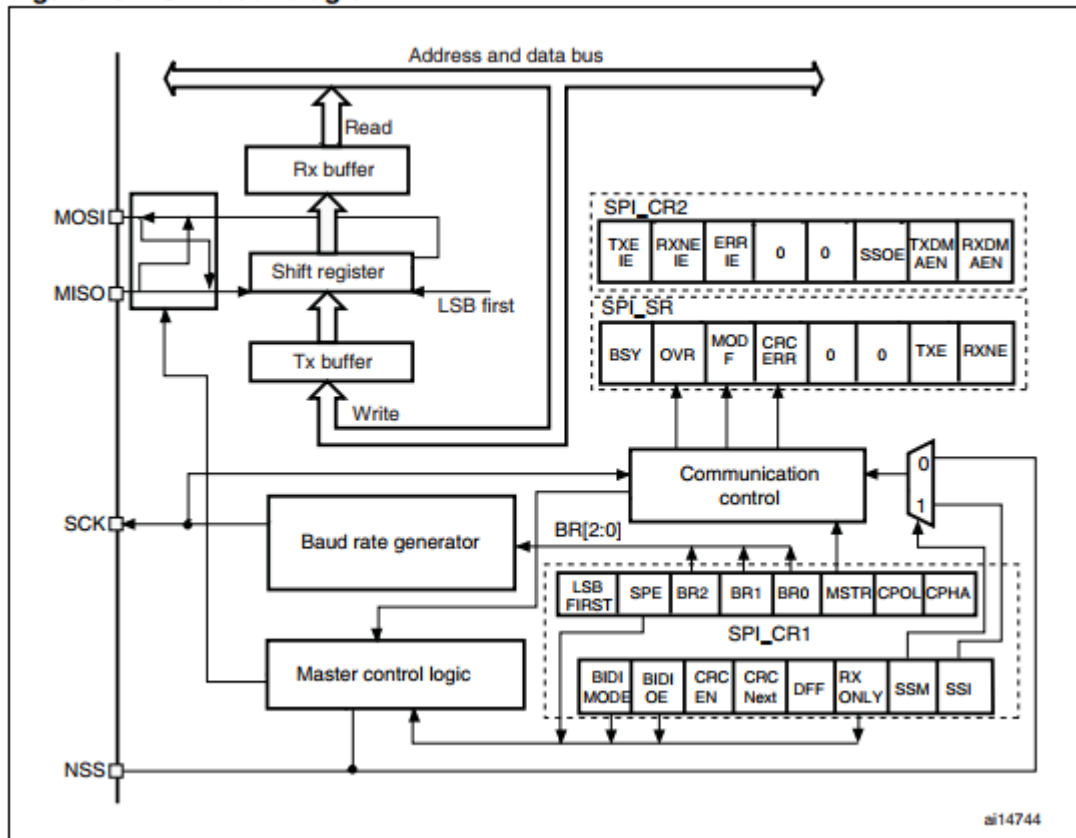 Address and data bus
Read
Rx buffer
MOSI
SPI_CR2
TXE IE
RXNE IE
ERR IE
0
0
SSOE
TXDM AEN
RXDM AEN
Shift register
MISO
LSB first
SPI_SR
BSY
OVR
MOD F
CRC ERR
0
0
TXE
RXNE
Tx buffer
Write
Communication
control
0
1
SCK
Baud rate generator
BR[2:0]
LSB FIRST
SPE
BR2
BR1
BR0
MSTR
CPOL
CPHA
SPI_CR1
Master control logic
BIDI MODE
BIDI OE
CRC EN
CRC Next
DFF
RX ONLY
SSM
SSI
NSS
ai14744